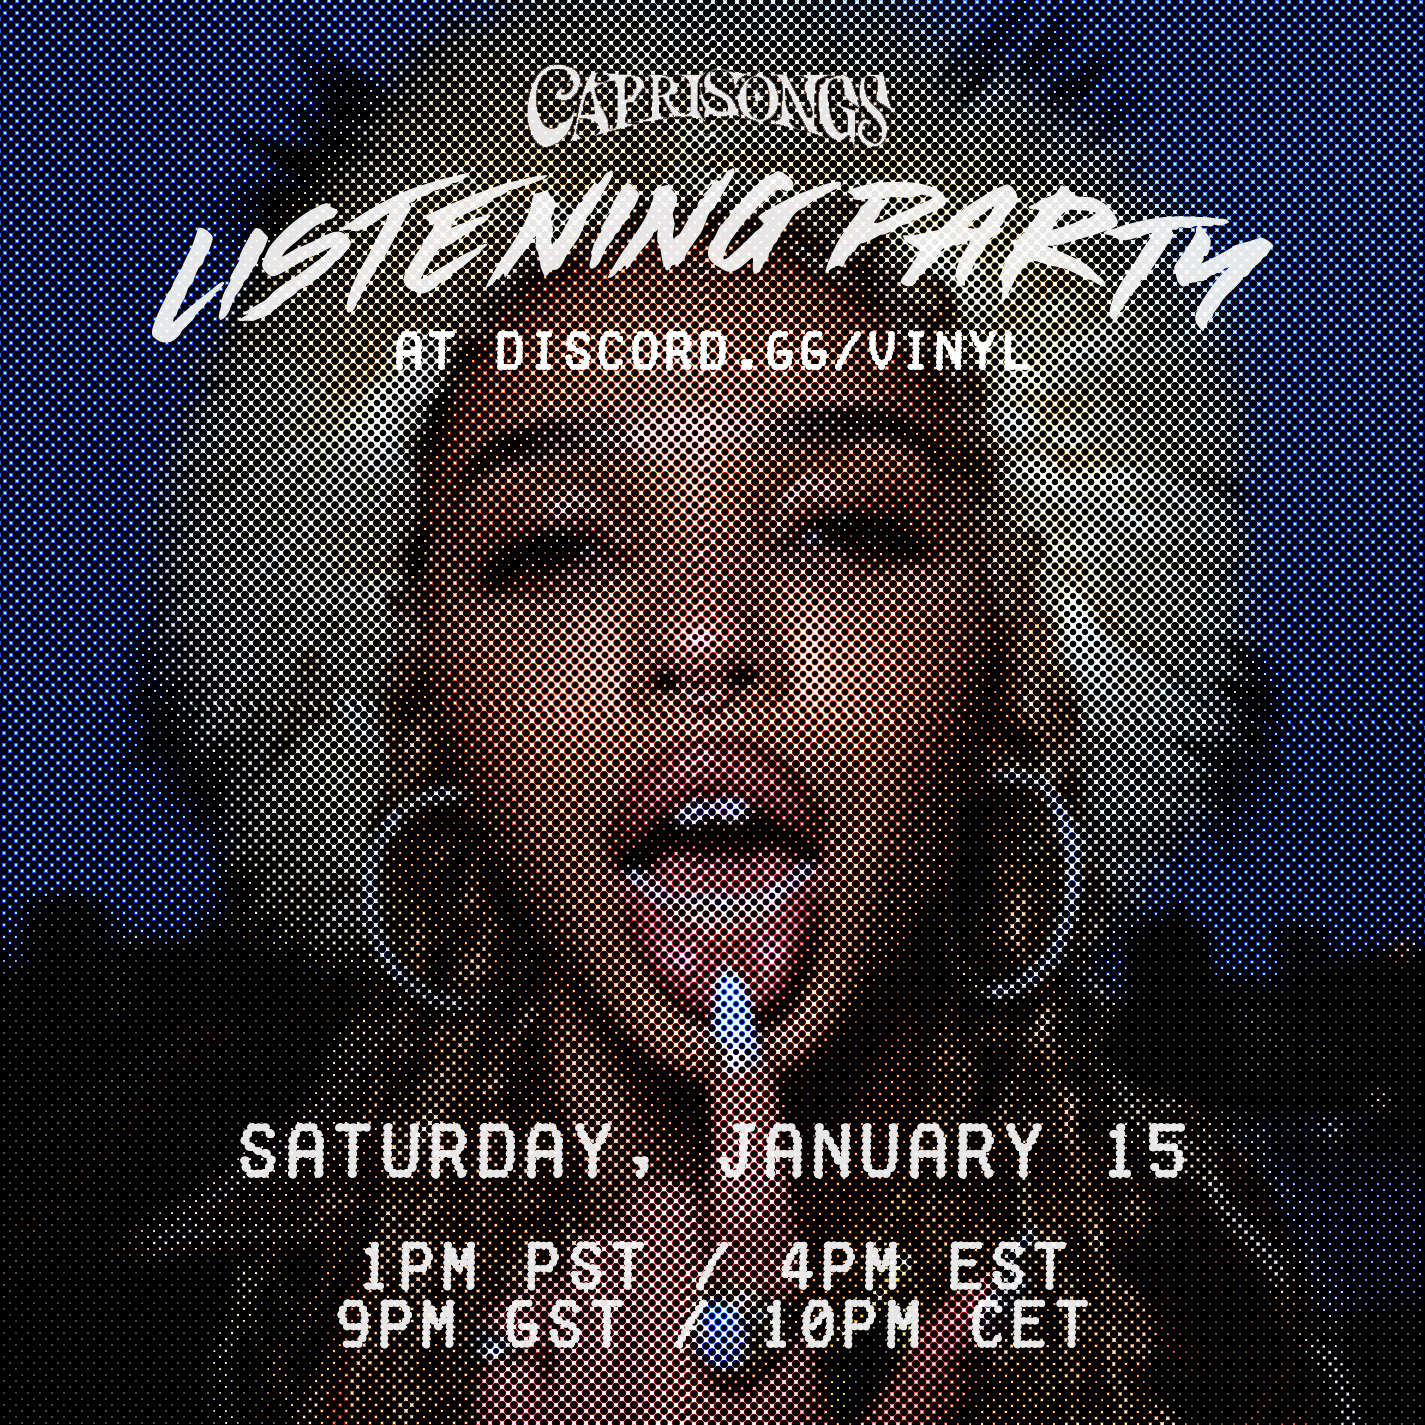 CAPRISONGS
LISTENING PARTY
AT DISCORD.GG/VINYL
SATURDAY, JANUARY 15
1PM PST / 4PM EST
9PM GST / 10PM CET